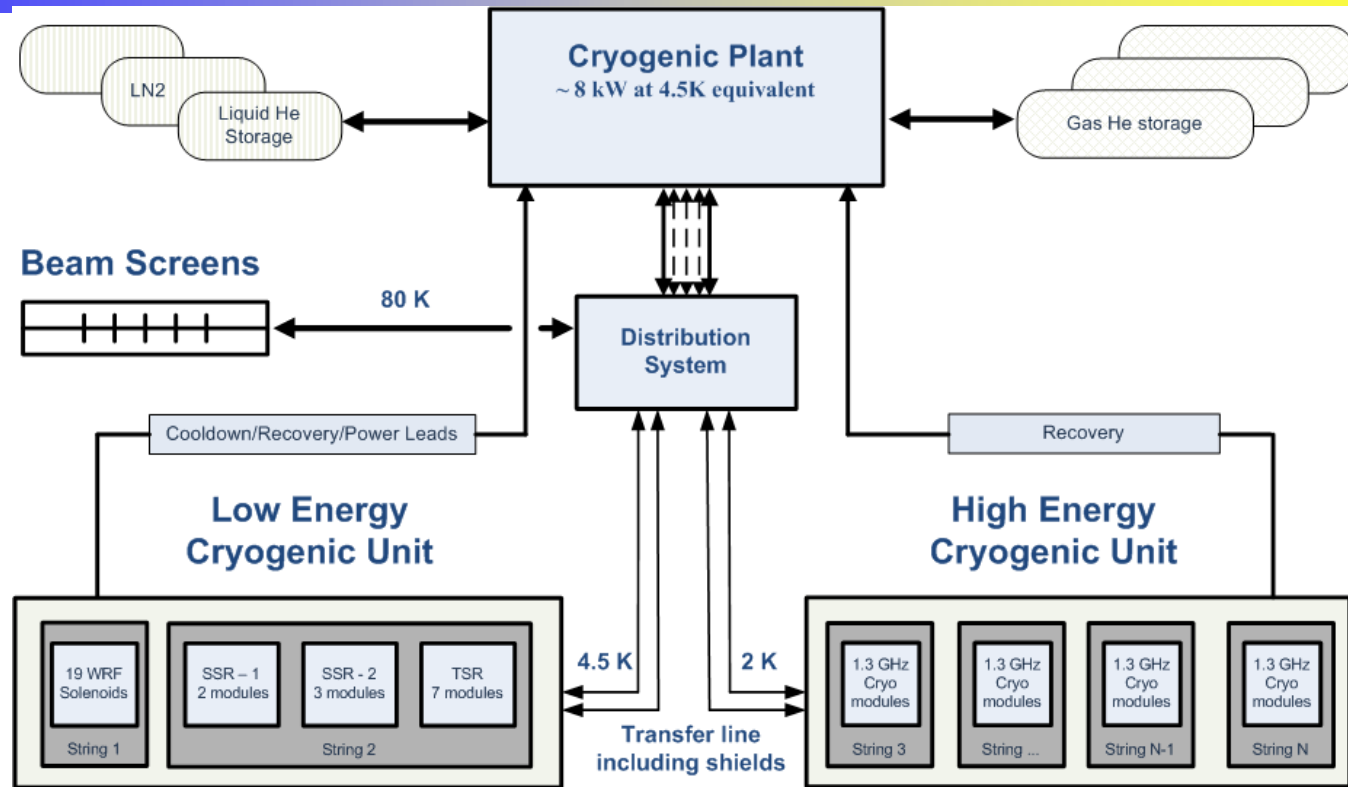 Cryogenic Plant
~ 8 kW at 4.5K equivalent
LN2
Liquid He
Storage
Gas He storage
Beam Screens
80 K
Distribution
System
Cooldown/Recovery/Power Leads
Recovery
Low Energy
Cryogenic Unit
High Energy
Cryogenic Unit
19 WRF
Solenoids
String 1
SSR – 1
2 modules
SSR - 2
3 modules
TSR
7 modules
String 2
4.5 K
2 K
Transfer line
including shields
1.3 GHz
Cryo
modules
String 3
1.3 GHz
Cryo
modules
String ...
1.3 GHz
Cryo
modules
String N-1
1.3 GHz
Cryo
modules
String N